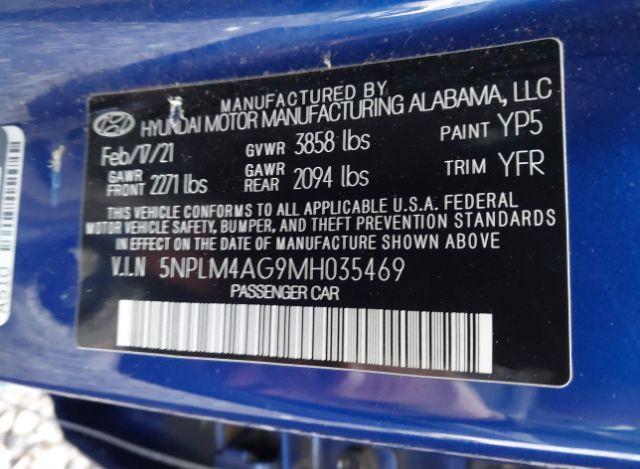 MANUFACTURED BY
HYUNDAI MOTOR MANUFACTURING ALABAMA, LLC
Feb/17/21 GVWR 3858 lbs PAINT YP5
GAWR FRONT 2271 lbs GAWR REAR 2094 lbs TRIM YFR
THIS VEHICLE CONFORMS TO ALL APPLICABLE U.S.A. FEDERAL
MOTOR VEHICLE SAFETY, BUMPER, AND THEFT PREVENTION STANDARDS
IN EFFECT ON THE DATE OF MANUFACTURE SHOWN ABOVE
V.I.N 5NPLM4AG9MH035469
PASSENGER CAR
A510